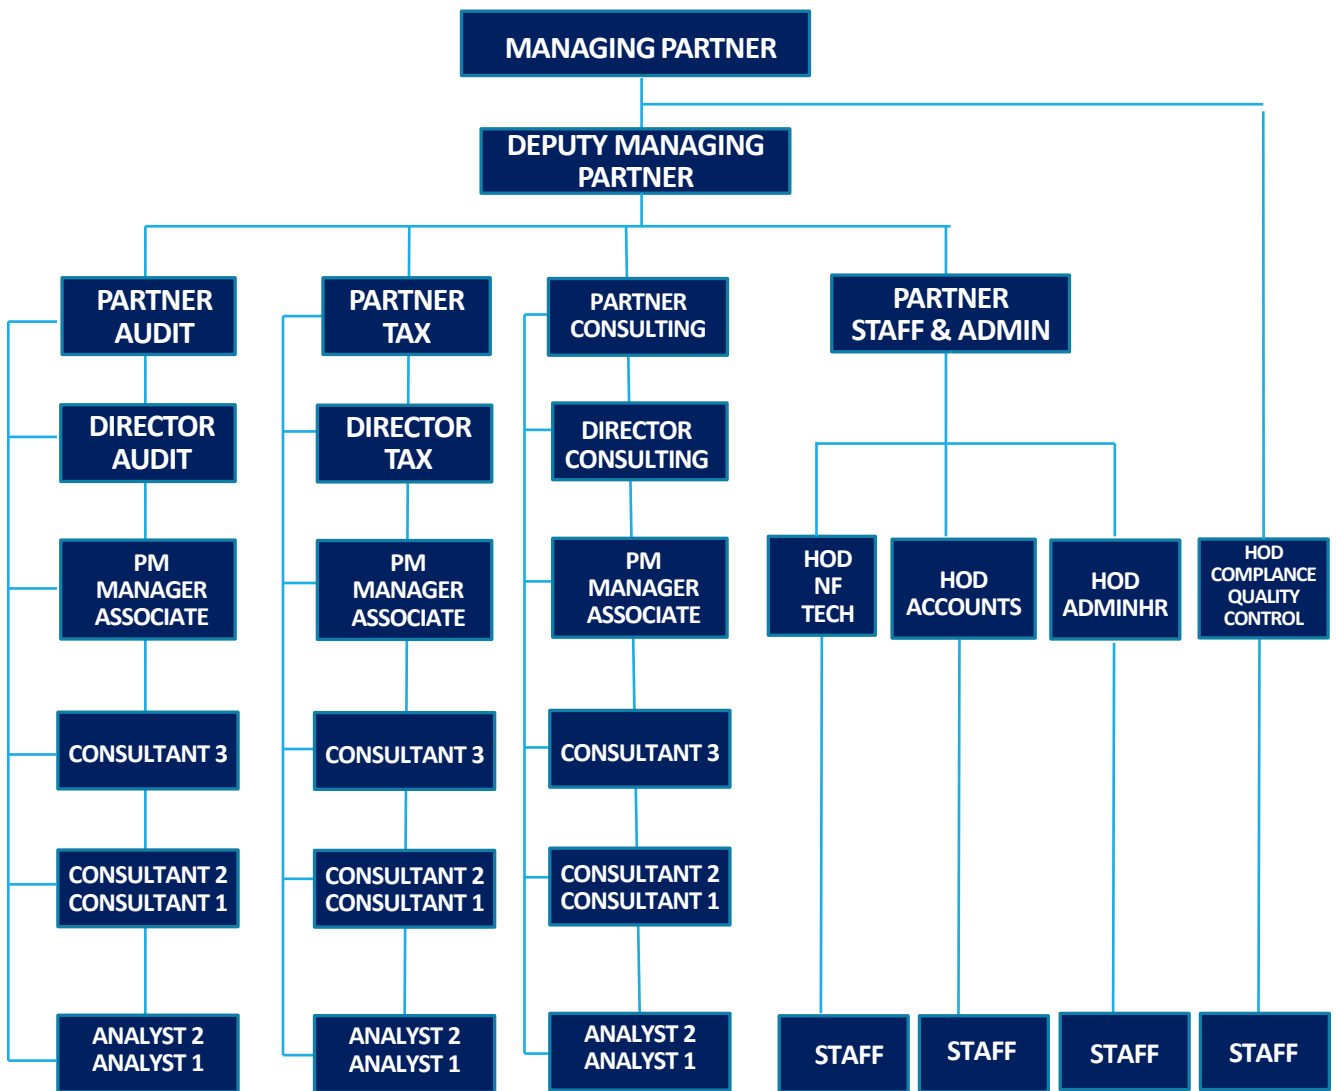 MANAGING PARTNER
DEPUTY MANAGING
PARTNER
PARTNER
AUDIT
PARTNER
TAX
PARTNER
CONSULTING
PARTNER
STAFF & ADMIN
DIRECTOR
AUDIT
DIRECTOR
TAX
DIRECTOR
CONSULTING
PM
MANAGER
ASSOCIATE
PM
MANAGER
ASSOCIATE
PM
MANAGER
ASSOCIATE
HOD
NF
TECH
HOD
ACCOUNTS
HOD
ADMINHR
HOD
COMPLANCE
QUALITY
CONTROL
CONSULTANT 3
CONSULTANT 3
CONSULTANT 3
CONSULTANT 2
CONSULTANT 1
CONSULTANT 2
CONSULTANT 1
CONSULTANT 2
CONSULTANT 1
ANALYST 2
ANALYST 1
ANALYST 2
ANALYST 1
ANALYST 2
ANALYST 1
STAFF
STAFF
STAFF
STAFF